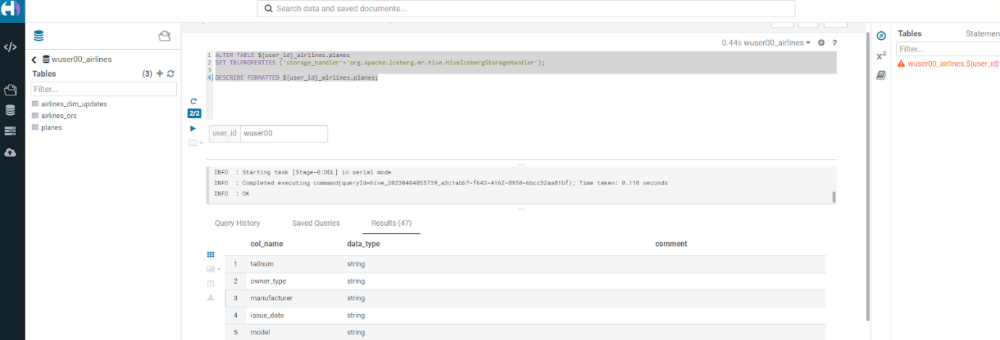 Search data and saved documents...
wuser00_airlines
Tables (3)
Filter...
airlines_dim_updates
airlines_orc
planes
0.44s wuser00_airlines ?
1 ALTER TABLE ${user_id}_airlines.planes
2 SET TBLPROPERTIES ('storage_handler'='org.apache.iceberg.mr.hive.HiveIcebergStorageHandler');
3
4 DESCRIBE FORMATTED ${user_id}_airlines.planes;
2/2
user_id wuser00
INFO : Starting task [Stage-0:DDL] in serial mode
INFO : Completed executing command(queryId=hive_20230404055739_a3c1abb7-f643-4162-8950-6bcc32aa81bf); Time taken: 0.118 seconds
INFO : OK
Query History Saved Queries Results (47)
col_name data_type comment
1 tailnum string
2 owner_type string
3 manufacturer string
4 issue_date string
5 model string
Tables Statemen
Filter...
wuser00_airlines.${user_id}